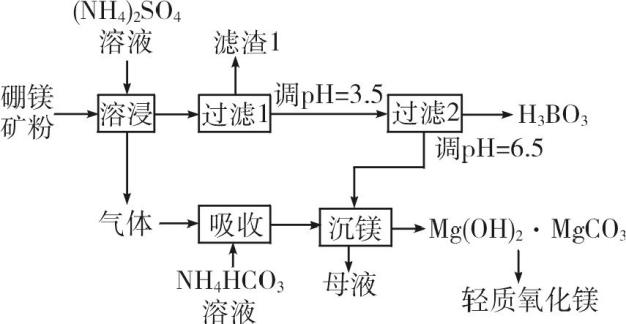 (NH4)2SO4
溶液
滤渣1
硼镁
矿粉
溶浸
过滤1
调pH=3.5
过滤2
H3BO3
调pH=6.5
气体
吸收
沉镁
Mg(OH)2·MgCO3
NH4HCO3
溶液
母液
轻质氧化镁